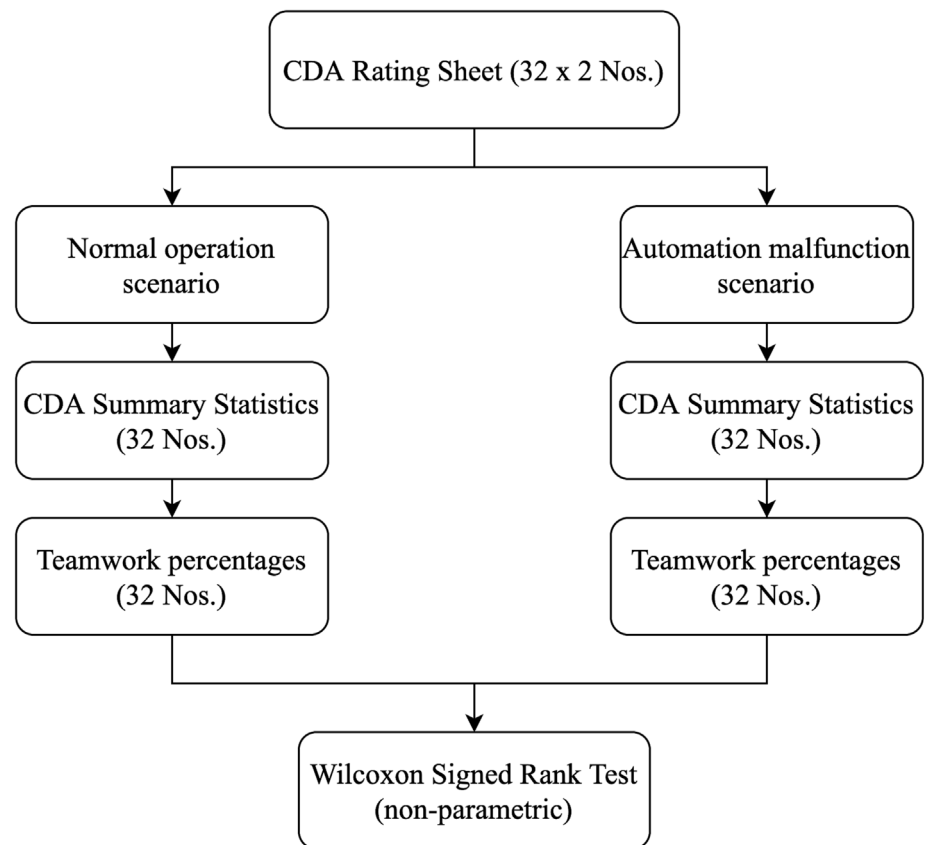 CDA Rating Sheet (32 x 2 Nos.)
Normal operation
scenario
Automation malfunction
scenario
CDA Summary Statistics
(32 Nos.)
CDA Summary Statistics
(32 Nos.)
Teamwork percentages
(32 Nos.)
Teamwork percentages
(32 Nos.)
Wilcoxon Signed Rank Test
(non-parametric)